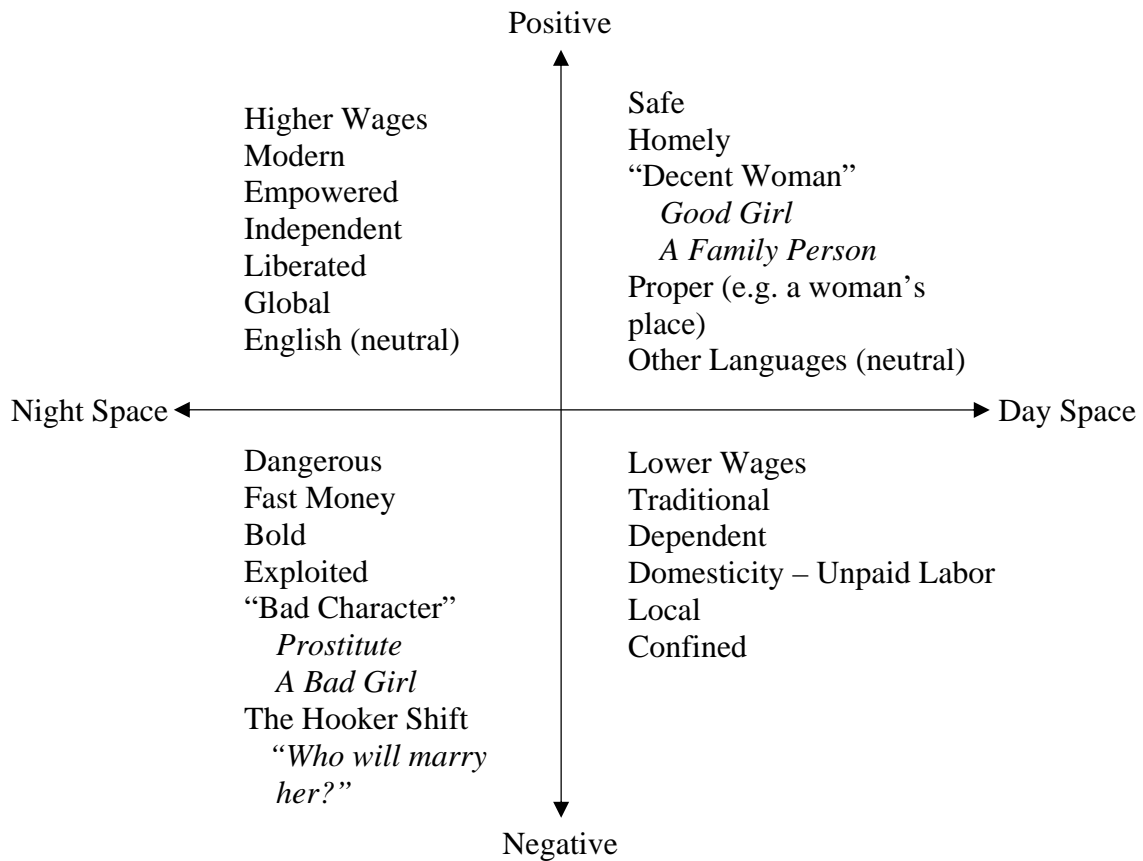 Positive
Higher Wages
Modern
Empowered
Independent
Liberated
Global
English (neutral)
Safe
Homely
“Decent Woman”
Good Girl
A Family Person
Proper (e.g. a woman’s
place)
Other Languages (neutral)
Night Space
Day Space
Dangerous
Fast Money
Bold
Exploited
“Bad Character”
Prostitute
A Bad Girl
The Hooker Shift
“Who will marry
her?”
Lower Wages
Traditional
Dependent
Domesticity – Unpaid Labor
Local
Confined
Negative